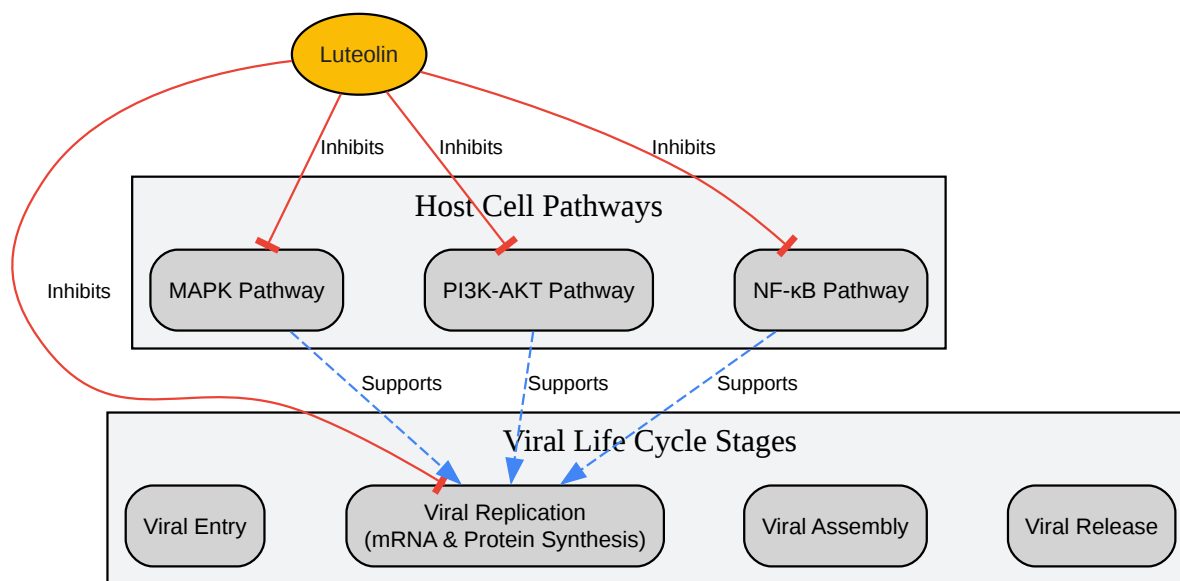 Luteolin
Inhibits
Inhibits
Inhibits
Host Cell Pathways
MAPK Pathway
PI3K-AKT Pathway
NF-κB Pathway
Inhibits
Supports
Supports
Supports
Viral Life Cycle Stages
Viral Entry
Viral Replication
(mRNA & Protein Synthesis)
Viral Assembly
Viral Release